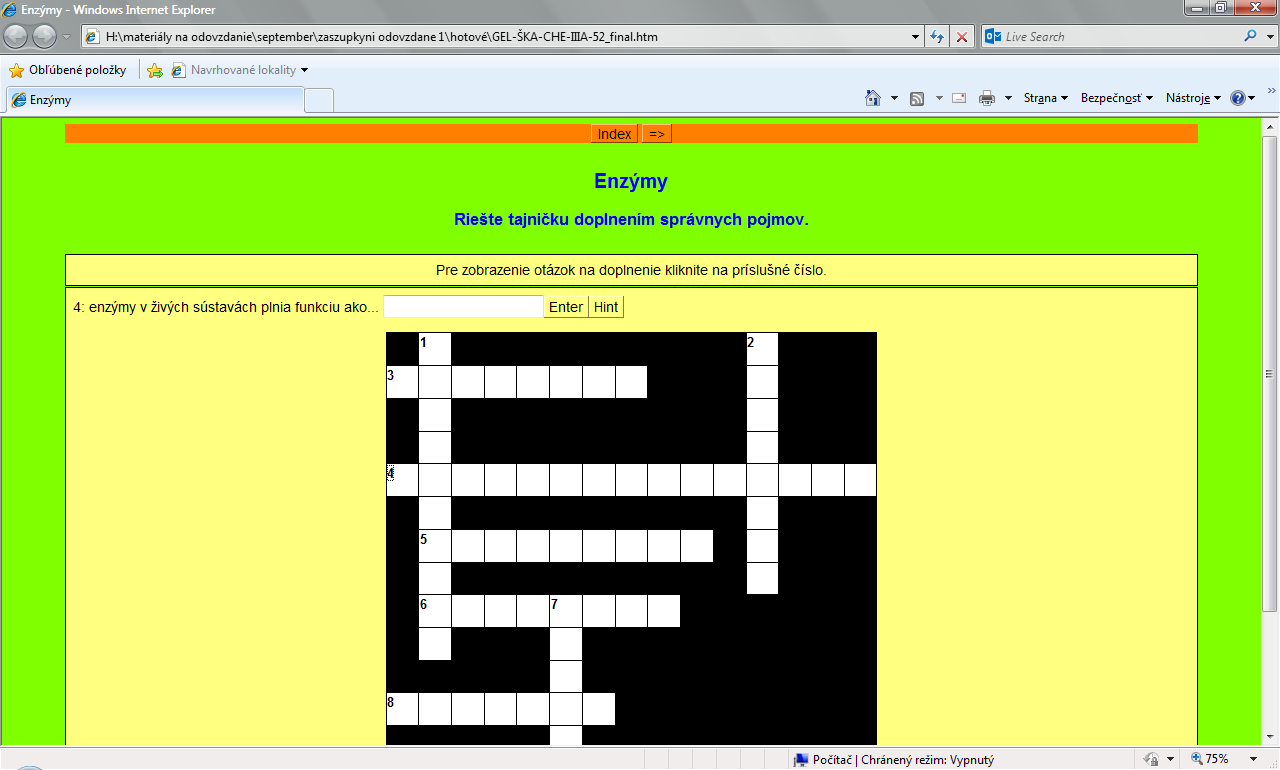 Enzýmy - Windows Internet Explorer
H:\materiály na odovzdanie\september\zaszupkyni odovzdane1\hotové\GEL-ŠKA-CHE-IIIA-52_final.htm
Live Search
Obľúbené položky
Navrhované lokality
Enzýmy
Strana
Bezpečnosť
Nástroje
Index =>
Enzýmy
Riešte tajničku doplnením správnych pojmov.
Pre zobrazenie otázok na doplnenie kliknite na príslušné číslo.
4: enzýmy v živých sústavách plnia funkciu ako... Enter Hint
1 2
3
4
5
6 7
8
Počítač | Chránený režim: Vypnutý
75%